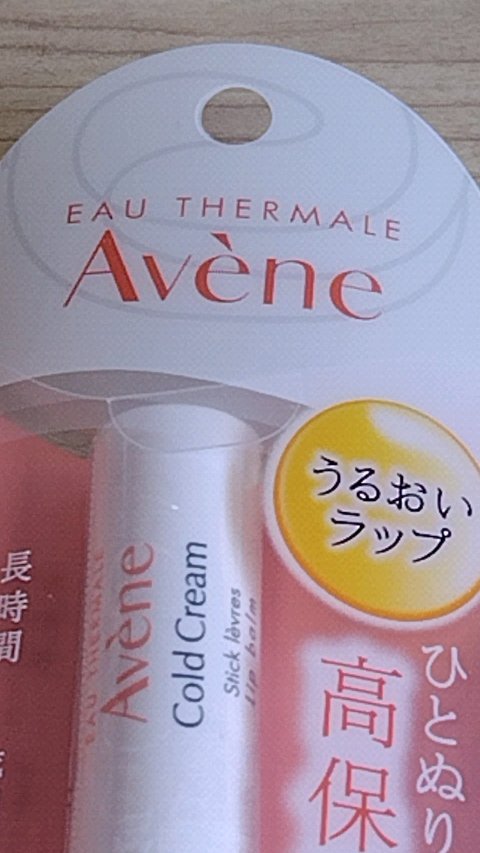 EAU THERMALE
Avène
うるおい
ラップ
EAU THERMALE
Avène
Cold Cream
Stick lèvres
Lip balm
長時間
ひとぬり
高保